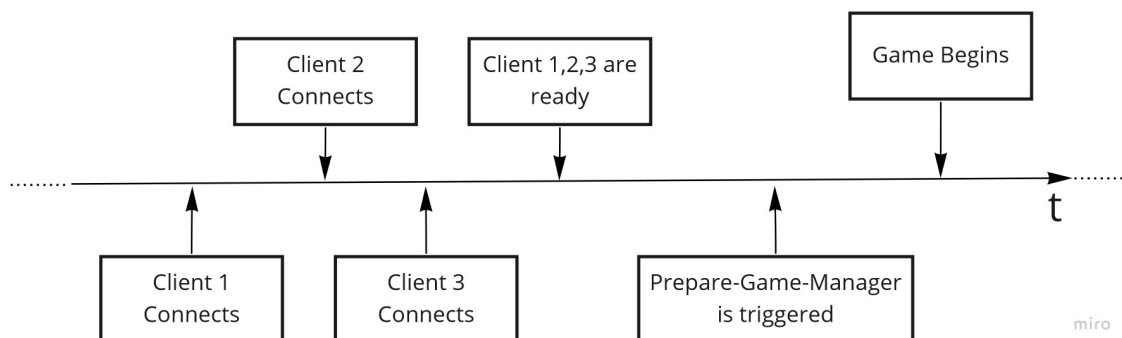 Client 2
Connects
Client 1,2,3 are
ready
Game Begins
t
Client 1
Connects
Client 3
Connects
Prepare-Game-Manager
is triggered
miro